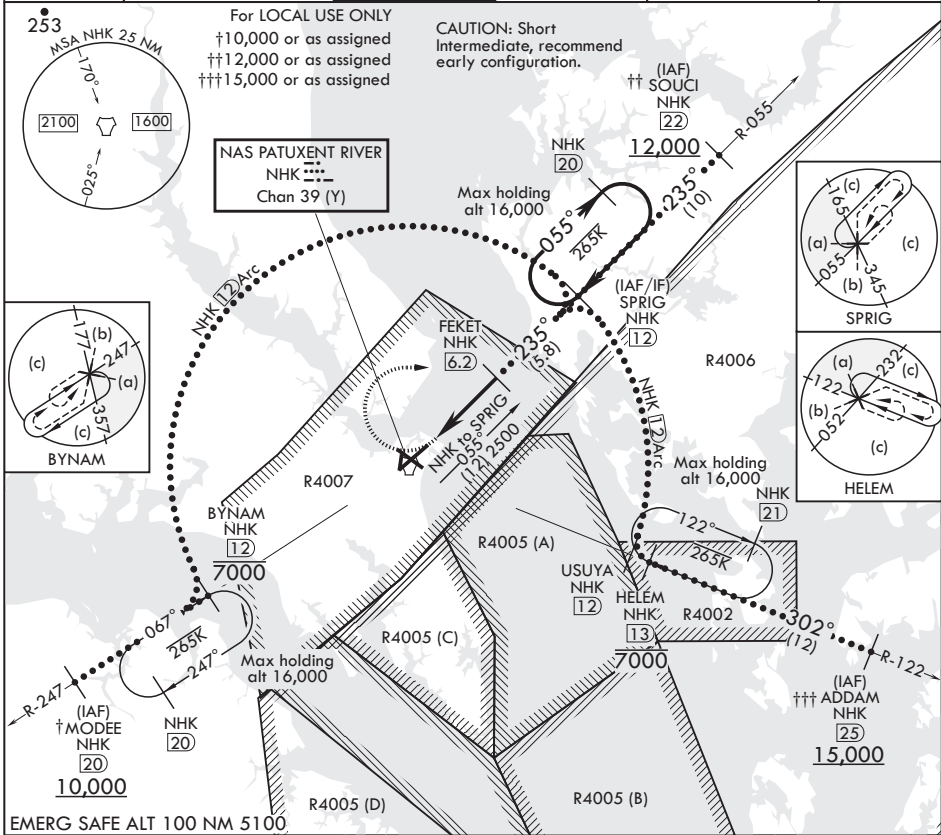 253
MSA NHK 25 NM
170°
2100
1600
025°
For LOCAL USE ONLY
†10,000 or as assigned
††12,000 or as assigned
†††15,000 or as assigned
CAUTION: Short
Intermediate, recommend
early configuration.
(IAF)
†† SOUCI
NHK
22
12,000
R-055
NAS PATUXENT RIVER
NHK
Chan 39 (Y)
NHK
20
Max holding
alt 16,000
055°
265K
235°
(10)
(c)
165
(a)
(c)
055
(b)
345
SPRIG
NHK 12 Arc
(IAF/IF)
SPRIG
NHK
12
FEKET
NHK
6.2
235°
(5.8)
R4006
(c)
177
(b)
247
(a)
(c)
357
BYNAM
(a)
232
(c)
122
(b)
052
(c)
HELEM
NHK to SPRIG
055°
(12) 2500
NHK 12 Arc
Max holding
alt 16,000
NHK
21
R4007
BYNAM
NHK
12
7000
R4005 (A)
122°
265K
USUYA
NHK
12
HELEM
NHK
13
7000
R4002
302°
(12)
R-122
067°
265K
247°
R4005 (C)
Max holding
alt 16,000
R-247
(IAF)
†MODEE
NHK
20
10,000
NHK
20
(IAF)
††† ADDAM
NHK
25
15,000
R4005 (D)
R4005 (B)
EMERG SAFE ALT 100 NM 5100